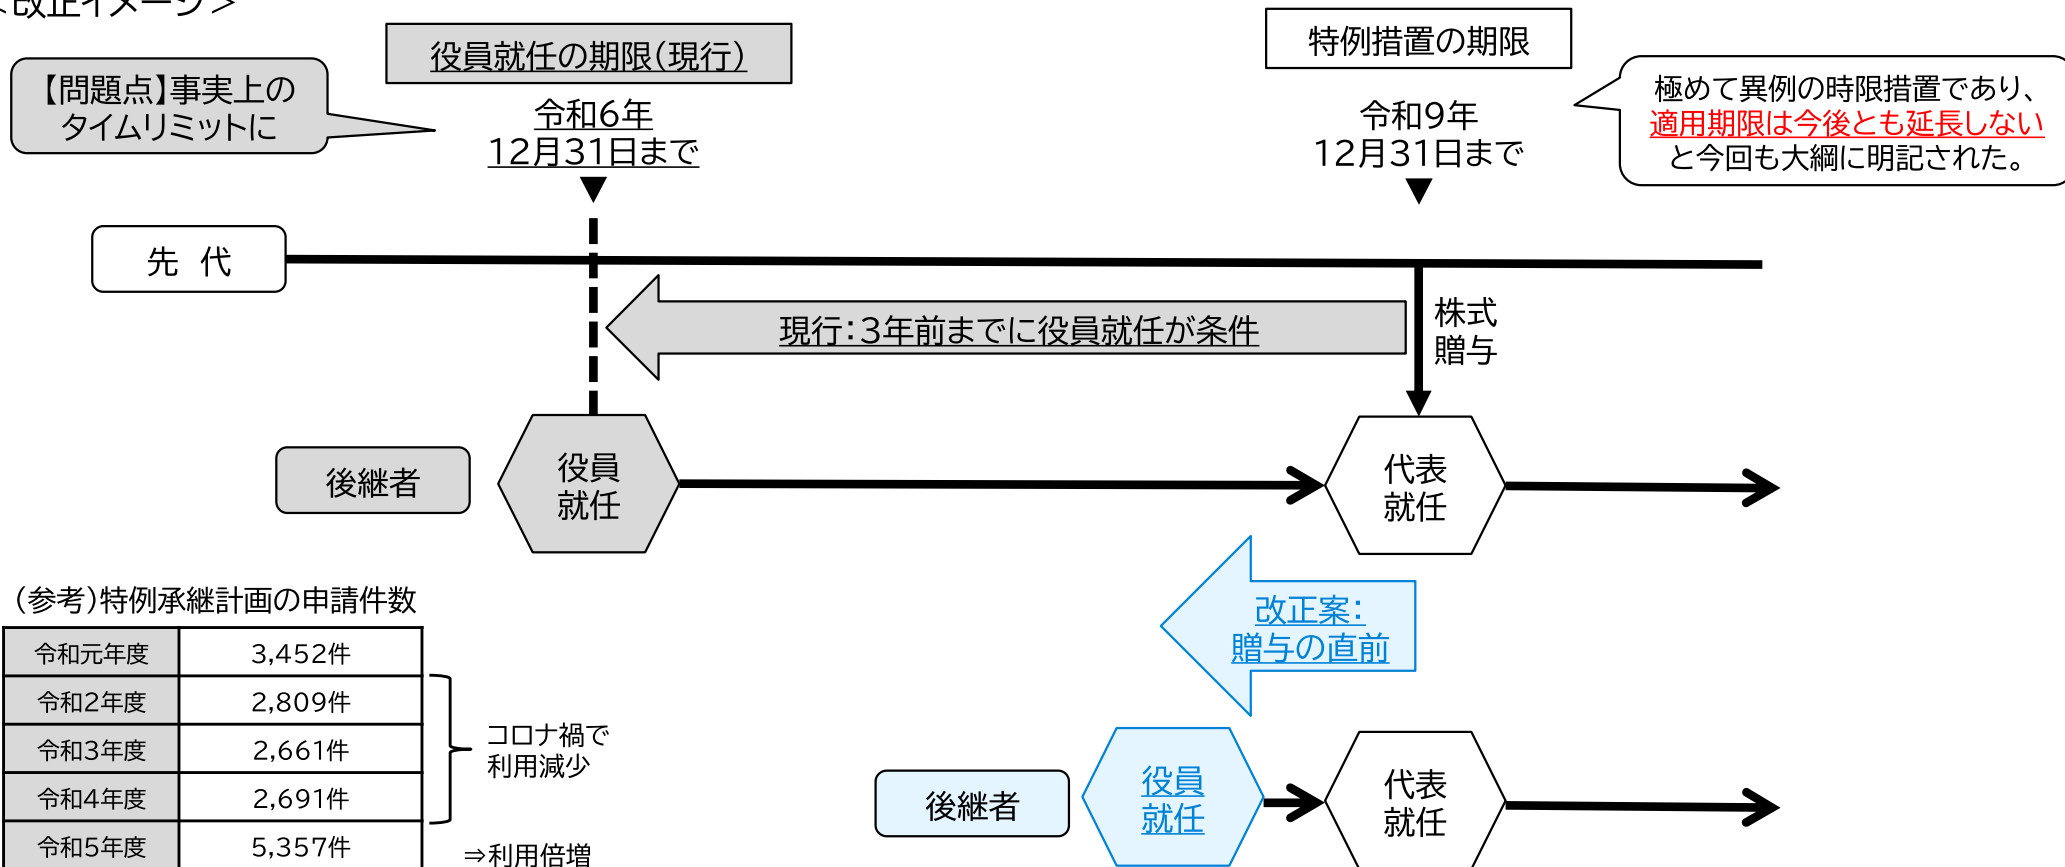 ＜改正イメージ＞
役員就任の期限（現行）
特例措置の期限
【問題点】事実上の
タイムリミットに
令和6年
12月31日まで
令和9年
12月31日まで
極めて異例の時限措置であり、
適用期限は今後とも延長しない
と今回も大綱に明記された。
先　代
現行：3年前までに役員就任が条件
株式
贈与
後継者
役員
就任
代表
就任
改正案：
贈与の直前
（参考）特例承継計画の申請件数
令和元年度 3,452件
令和2年度 2,809件
令和3年度 2,661件
令和4年度 2,691件
令和5年度 5,357件
コロナ禍で
利用減少
⇒利用倍増
後継者
役員
就任
代表
就任